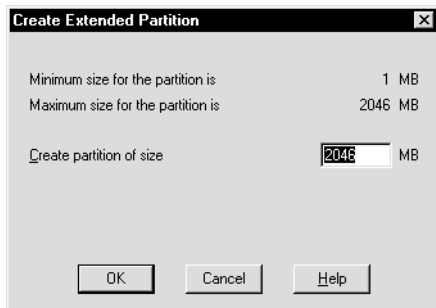 Create Extended Partition
Minimum size for the partition is 1 MB
Maximum size for the partition is 2046 MB
Create partition of size 2046 MB
OK Cancel Help